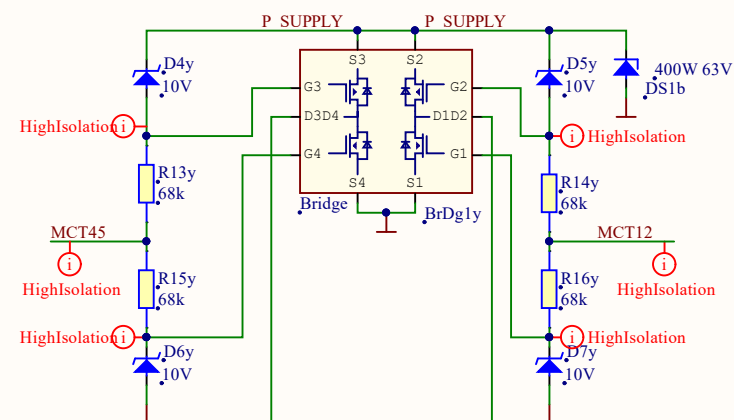 P_SUPPLY P_SUPPLY
S3 S2
D4y
10V
D5y
10V
400W 63V
DS1b
G3 G2
HighIsolation i
D3D4 D1D2
i HighIsolation
G4 G1
R13y
68k
S4 S1
R14y
68k
Bridge BrDg1y
MCT45 MCT12
i i
HighIsolation HighIsolation
R15y
68k
R16y
68k
HighIsolation i
i HighIsolation
D6y
10V
D7y
10V